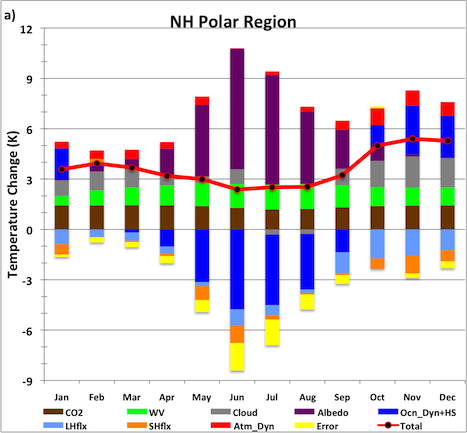 a)
NH Polar Region
Temperature Change (K)
12
9
6
3
0
-3
-6
-9
Jan Feb Mar Apr May Jun Jul Aug Sep Oct Nov Dec
CO2 WV Cloud Albedo Ocn_Dyn+HS
LHflx SHflx Atm_Dyn Error Total